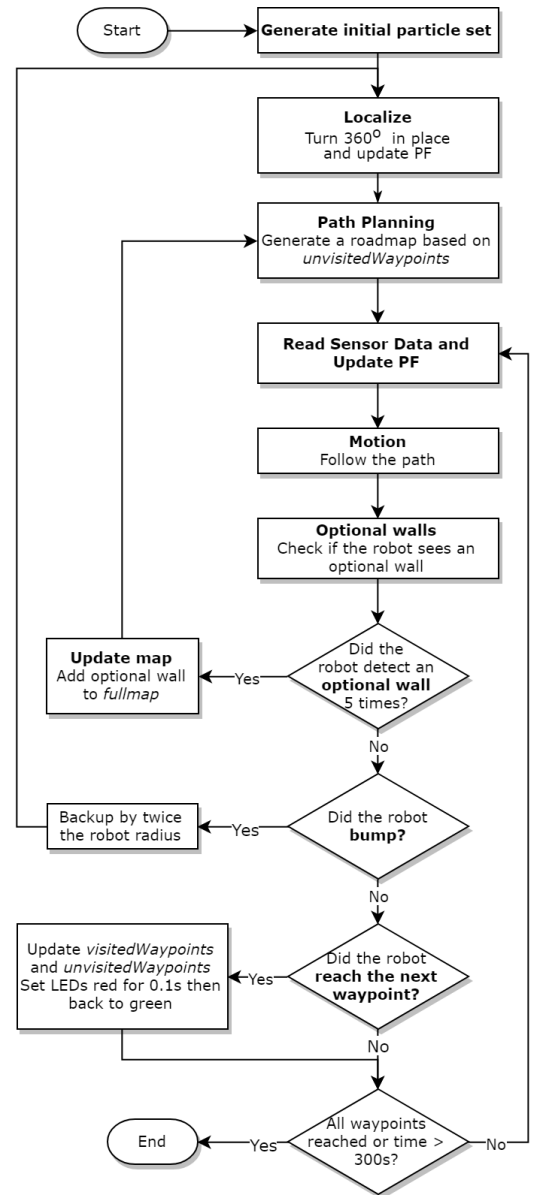 Start
Generate initial particle set
Localize
Turn 360o in place
and update PF
Path Planning
Generate a roadmap based on
unvisitedWaypoints
Read Sensor Data and
Update PF
Motion
Follow the path
Optional walls
Check if the robot sees an
optional wall
Did the
robot detect an
optional wall
5 times?
Yes
Update map
Add optional wall
to fullmap
No
Did the robot
bump?
Yes
Backup by twice
the robot radius
No
Did the robot
reach the next
waypoint?
Yes
Update visitedWaypoints
and unvisitedWaypoints
Set LEDs red for 0.1s then
back to green
No
All waypoints
reached or time >
300s?
Yes
End
No